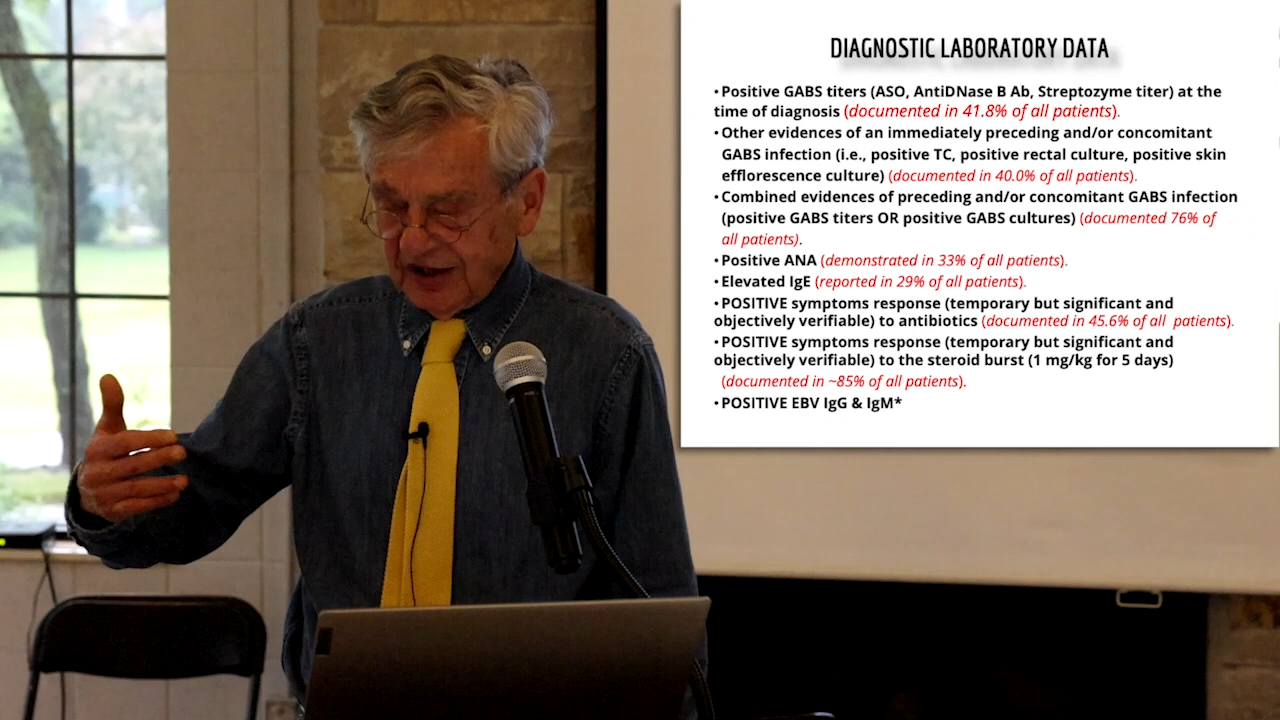 DIAGNOSTIC LABORATORY DATA
•Positive GABS titers (ASO, AntiDNase B Ab, Streptozyme titer) at the
time of diagnosis (documented in 41.8% of all patients).
•Other evidences of an immediately preceding and/or concomitant
GABS infection (i.e., positive TC, positive rectal culture, positive skin
efflorescence culture) (documented in 40.0% of all patients).
•Combined evidences of preceding and/or concomitant GABS infection
(positive GABS titers OR positive GABS cultures) (documented 76% of
all patients).
•Positive ANA (demonstrated in 33% of all patients).
•Elevated IgE (reported in 29% of all patients).
•POSITIVE symptoms response (temporary but significant and
objectively verifiable) to antibiotics (documented in 45.6% of all patients).
•POSITIVE symptoms response (temporary but significant and
objectively verifiable) to the steroid burst (1 mg/kg for 5 days)
(documented in ~85% of all patients).
•POSITIVE EBV IgG & IgM*